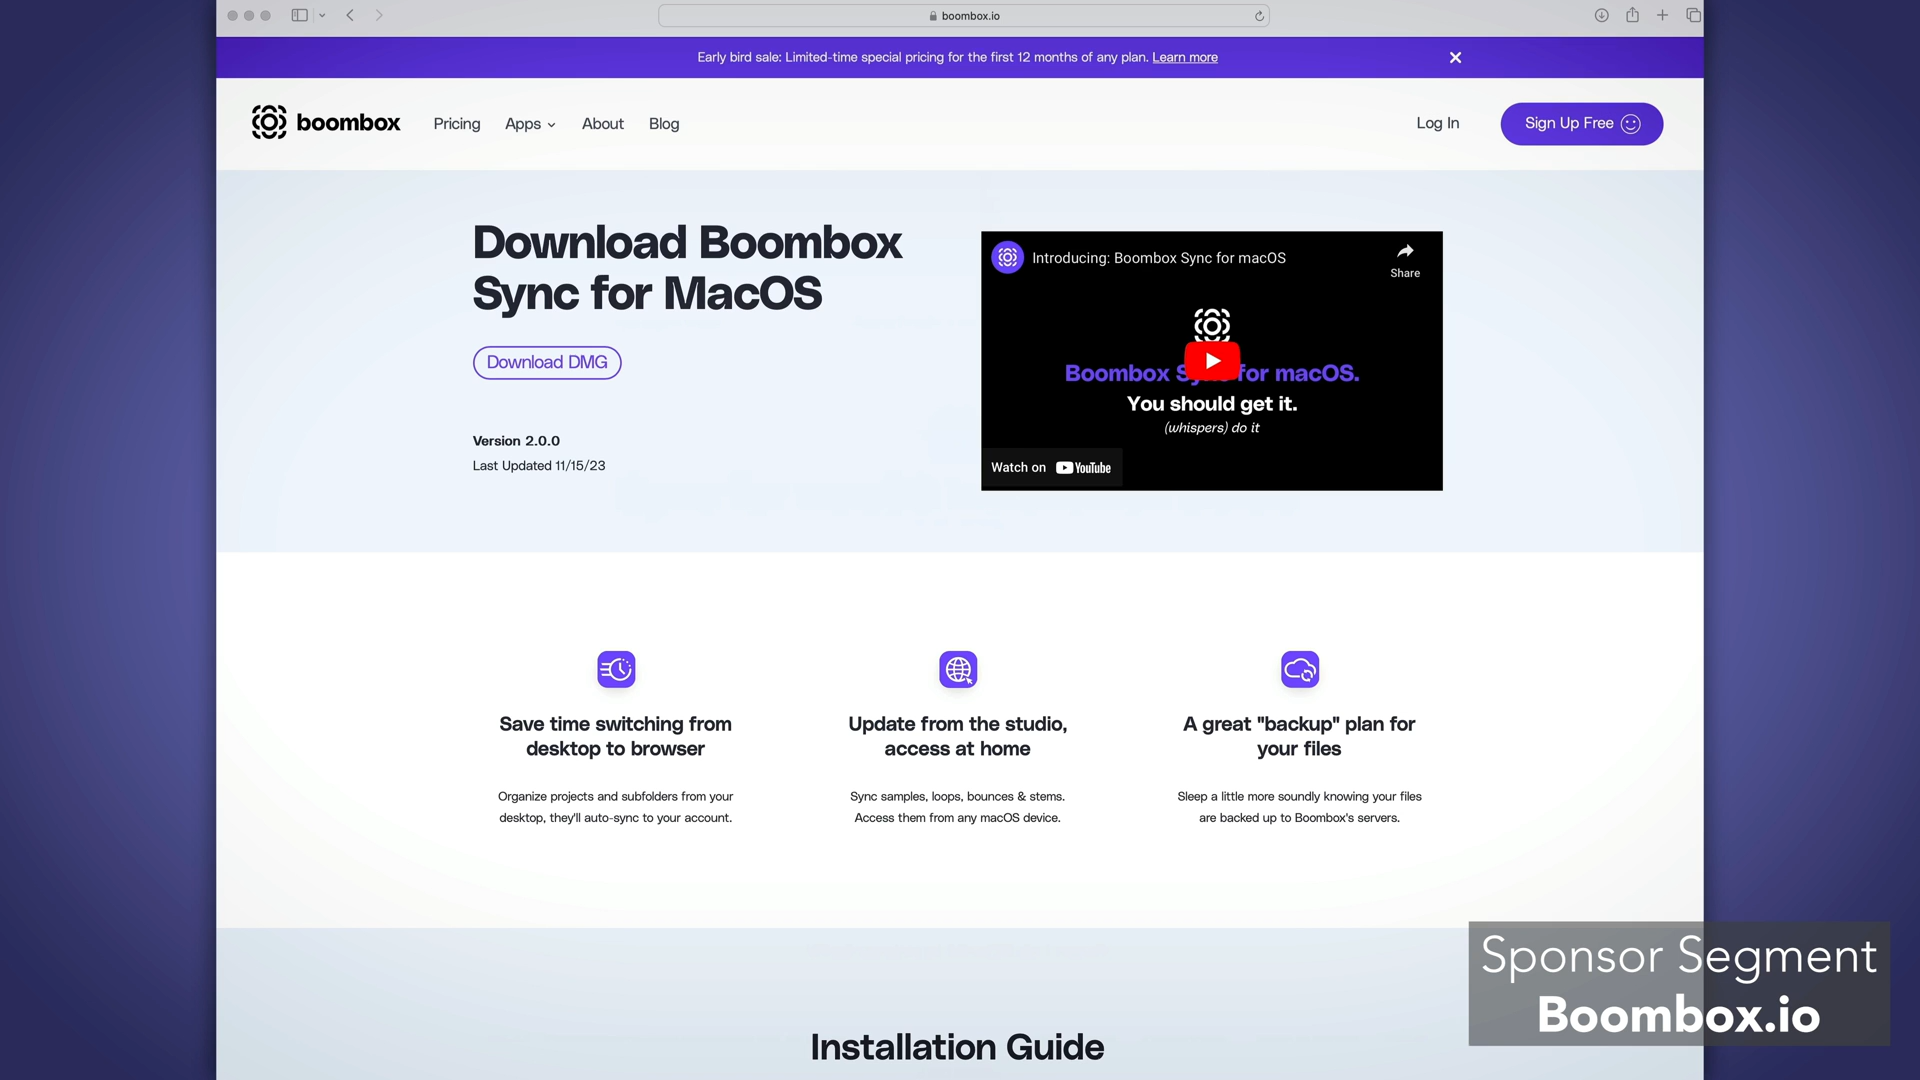 boombox.io
Early bird sale: Limited-time special pricing for the first 12 months of any plan. Learn more
boombox
Pricing
Apps
About
Blog
Log In
Sign Up Free
Download Boombox
Sync for MacOS
Download DMG
Version 2.0.0
Last Updated 11/15/23
Introducing: Boombox Sync for macOS
Share
Boombox Sync for macOS.
You should get it.
(whispers) do it
Watch on YouTube
Save time switching from
desktop to browser
Organize projects and subfolders from your
desktop, they'll auto-sync to your account.
Update from the studio,
access at home
Sync samples, loops, bounces & stems.
Access them from any macOS device.
A great "backup" plan for
your files
Sleep a little more soundly knowing your files
are backed up to Boombox's servers.
Installation Guide
Sponsor Segment
Boombox.io